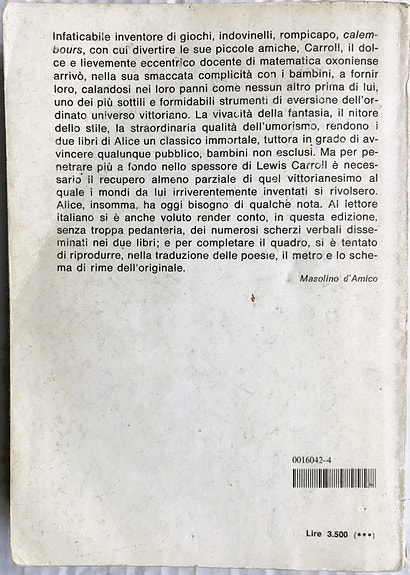 Infaticabile inventore di giochi, indovinelli, rompicapo, calem-
bours, con cui divertire le sue piccole amiche, Carroll, il dol-
ce e lievemente eccentrico docente di matematica oxoniense
arrivò, nella sua smaccata complicità con i bambini, a fornir
loro, calandosi nei loro panni come nessun altro prima di lui,
uno dei più sottili e formidabili strumenti di eversione dell'or-
dinato universo vittoriano. La vivacità della fantasia, il nitore
dello stile, la straordinaria qualità dell'umorismo, rendono i
due libri di Alice un classico immortale, tuttora in grado di av-
vincere qualunque pubblico, bambini non esclusi. Ma per pe-
netrare più a fondo nello spessore di Lewis Carroll è neces-
sario il recupero almeno parziale di quel vittorianesimo al
quale i mondi da lui irriverentemente inventati si rivolsero.
Alice, insomma, ha oggi bisogno di qualche nota. Al lettore
italiano si è anche voluto render conto, in questa edizione,
senza troppa pedanteria, dei numerosi scherzi verbali disse-
minati nei due libri; e per completare il quadro, si è tentato
di riprodurre, nella traduzione delle poesie, il metro e lo sche-
ma di rime dell'originale.
Masolino d'Amico
0016042-4
Lire 3.500 (•••)